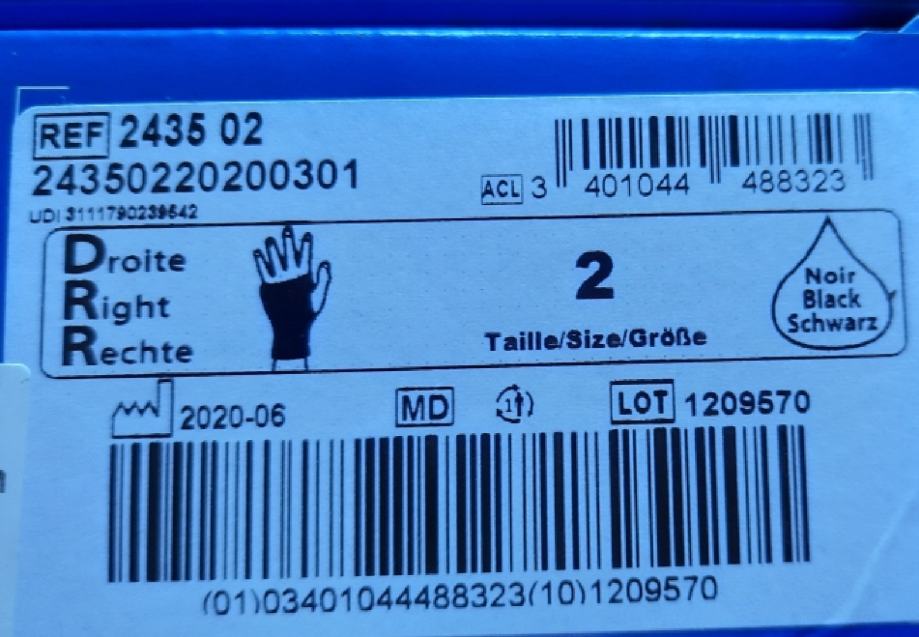 REF 2435 02
24350220200301
UDI 3111790239642
ACL 3 401044 488323
Droite
Right
Rechte
2
Taille/Size/Größe
Noir
Black
Schwarz
2020-06
MD
1
LOT 1209570
(01)03401044488323(10)1209570